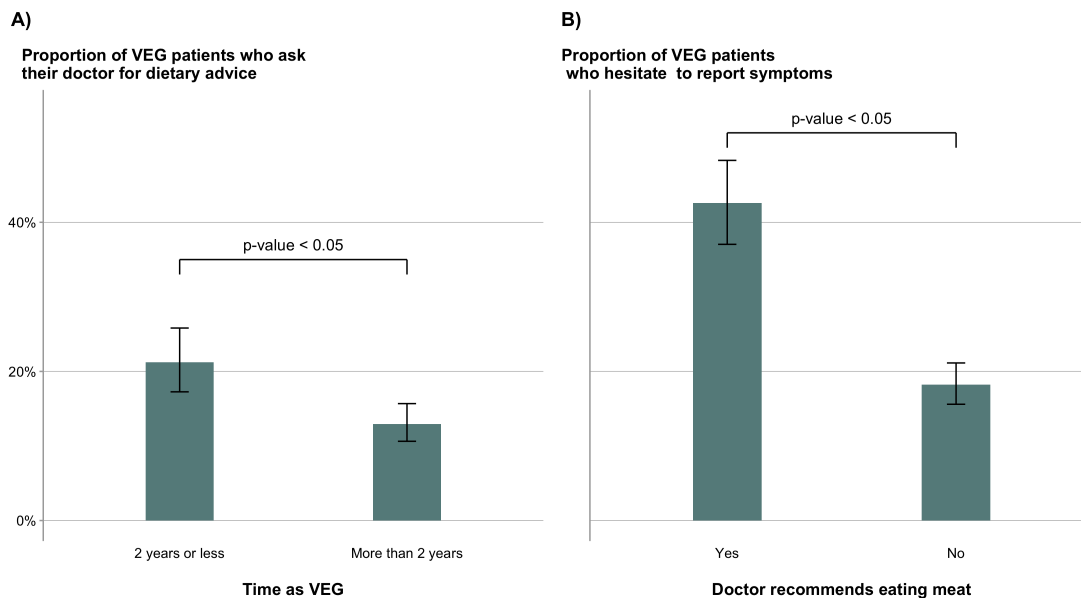 A)
Proportion of VEG patients who ask
their doctor for dietary advice
p-value < 0.05
40%
20%
0%
2 years or less
More than 2 years
Time as VEG
B)
Proportion of VEG patients
who hesitate  to report symptoms
p-value < 0.05
Yes
No
Doctor recommends eating meat